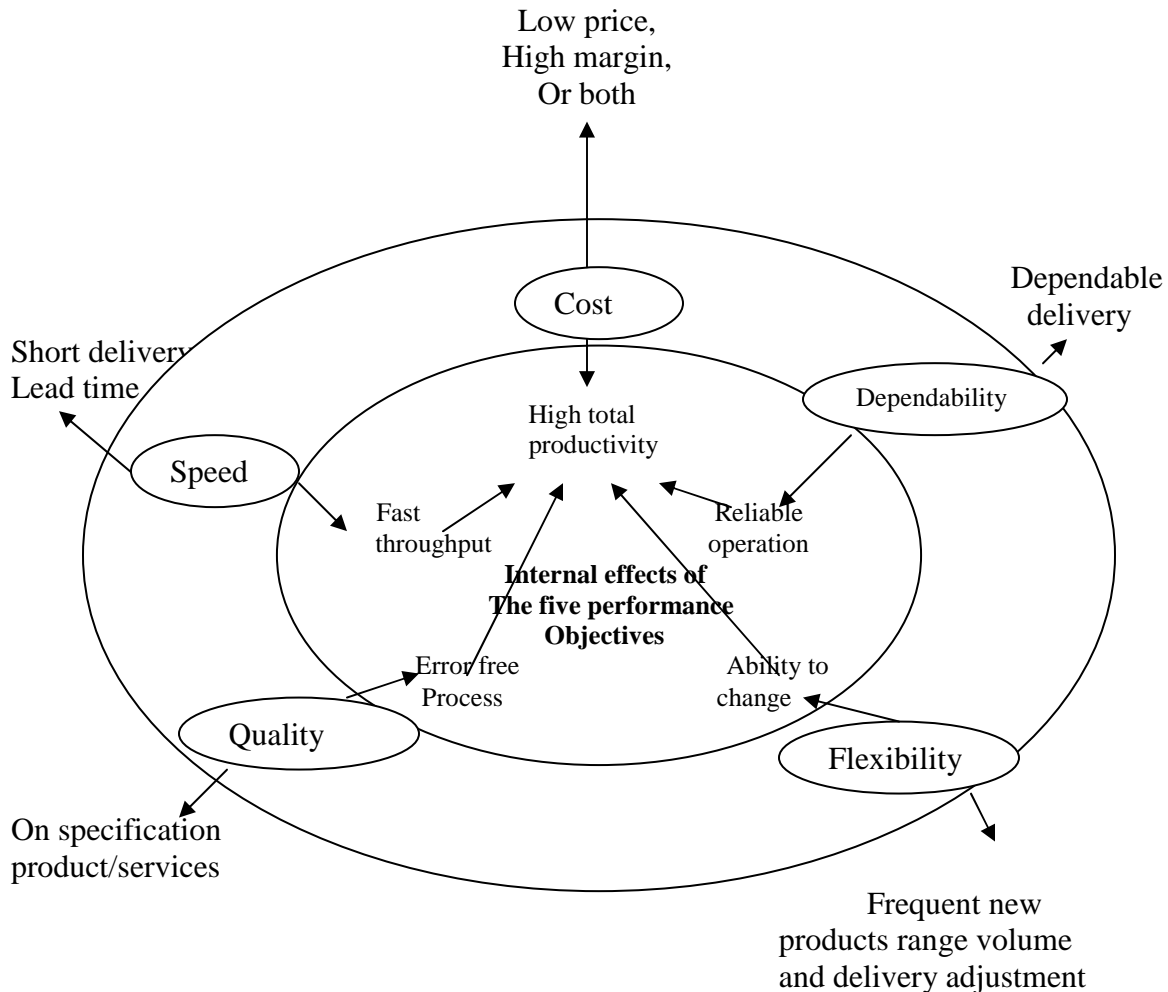 Low price,
High margin,
Or both
Cost
Dependable
delivery
Short delivery
Lead time
Dependability
High total
productivity
Speed
Fast
throughput
Reliable
operation
Internal effects of
The five performance
Objectives
Error free
Process
Ability to
change
Quality
Flexibility
On specification
product/services
Frequent new
products range volume
and delivery adjustment